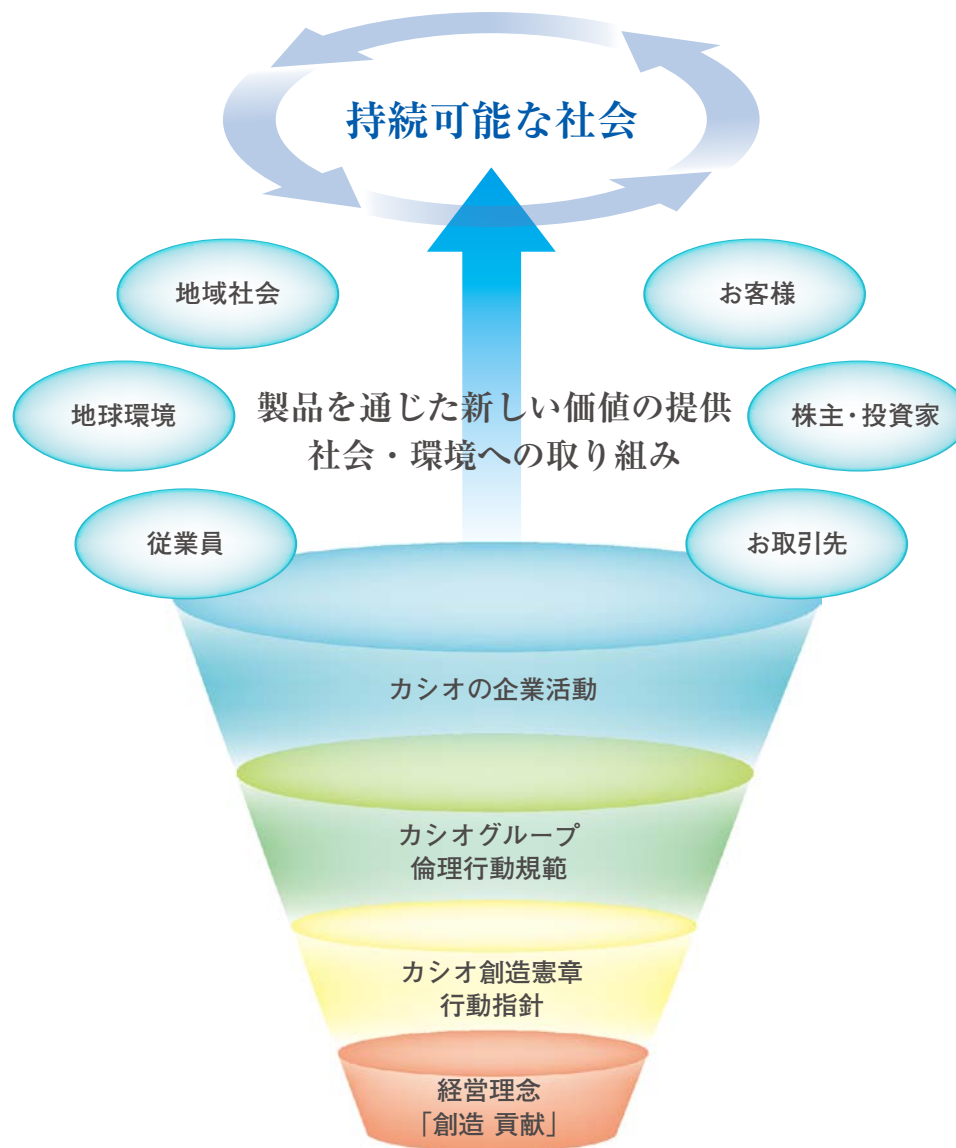 持続可能な社会
地域社会
お客様
地球環境
製品を通じた新しい価値の提供
社会・環境への取り組み
株主・投資家
従業員
お取引先
カシオの企業活動
カシオグループ
倫理行動規範
カシオ創造憲章
行動指針
経営理念
「創造 貢献」